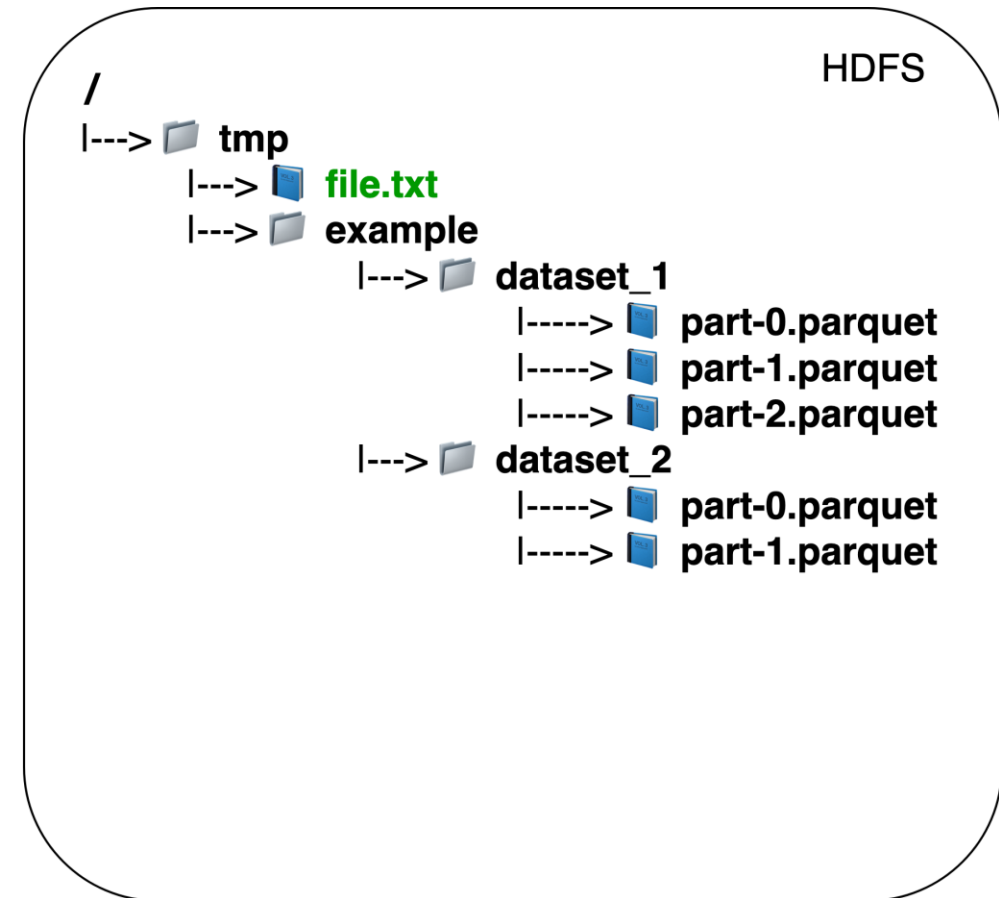 HDFS
/
|---> tmp
|---> file.txt
|---> example
|---> dataset_1
|-----> part-0.parquet
|-----> part-1.parquet
|-----> part-2.parquet
|---> dataset_2
|-----> part-0.parquet
|-----> part-1.parquet